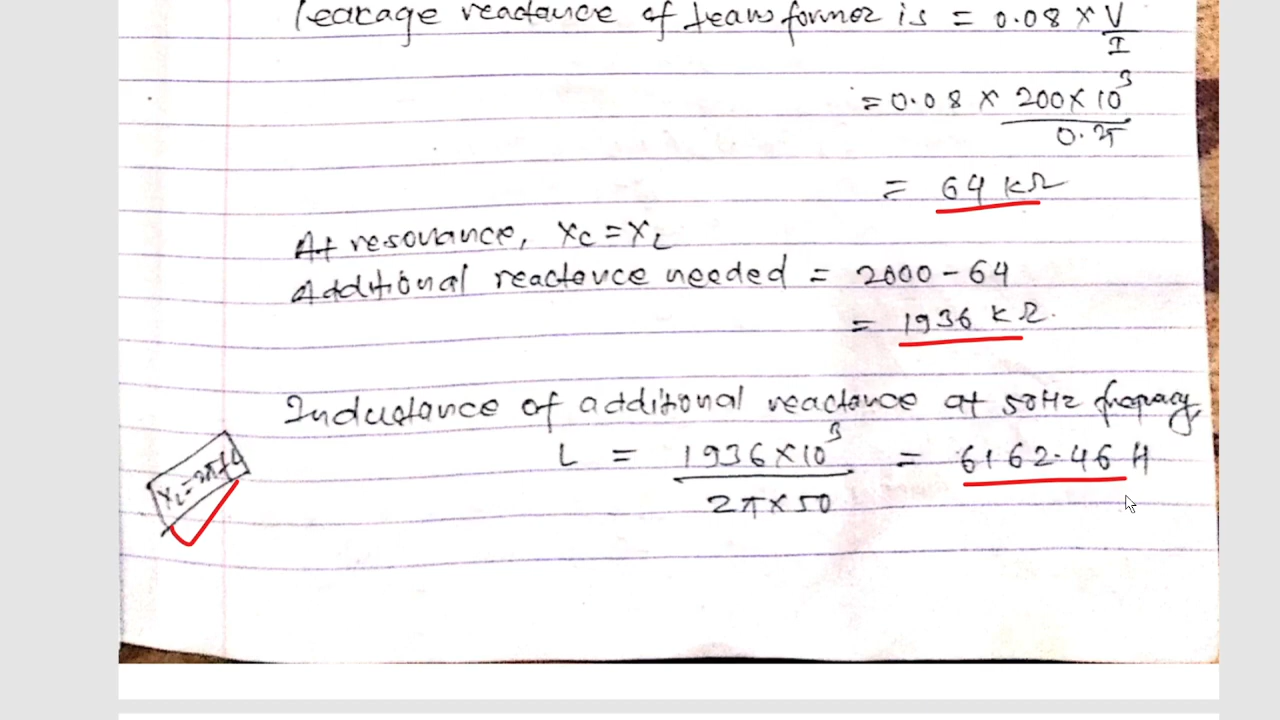 leakage reactance of transformer is = 0.08 × V/I
= 0.08 × 200×10³/0.25
= 64 kΩ
At resonance, Xc = XL
Additional reactance needed = 2000 - 64
= 1936 kΩ.
Inductance of additional reactance at 50Hz frequency,
L = 1936×10³/2π×50 = 6162.46 H
XL=2πfL